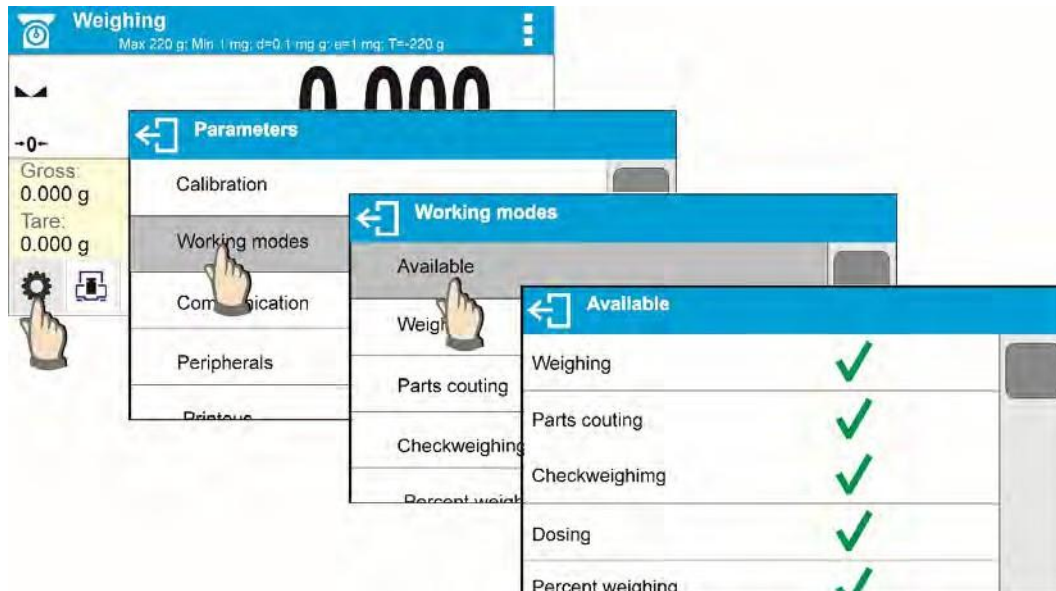 Weighing
Max 220 g; Min 1 mg; d=0.1 mg g; e=1 mg; T=-220 g
0.000
→0←
Gross:
0.000 g
Tare:
0.000 g
Parameters
Calibration
Working modes
Peripherals
Working modes
Available
Parts couting
Checkweighing
Available
Weighing
Parts couting
Checkweighimg
Dosing
Percent weighing